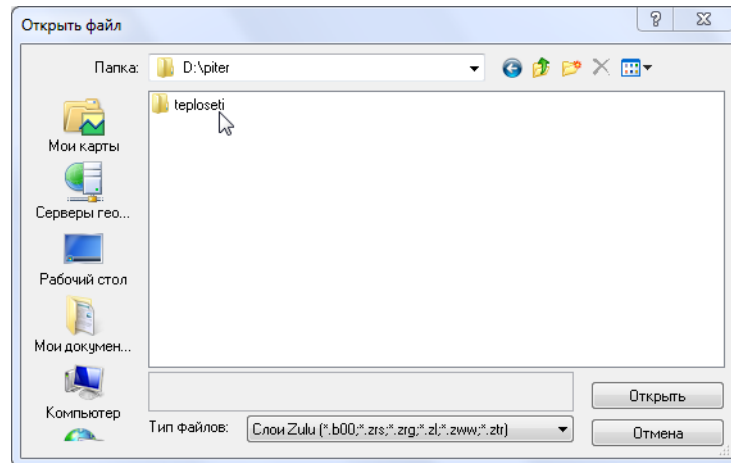 Открыть файл
Папка: D:\piter
teploseti
Мои карты
Серверы гео...
Рабочий стол
Мои докумен...
Компьютер
Открыть
Тип файлов: Слои Zulu (*.b00;*.zrs;*.zrg;*.zl;*.zww;*.ztr)
Отмена